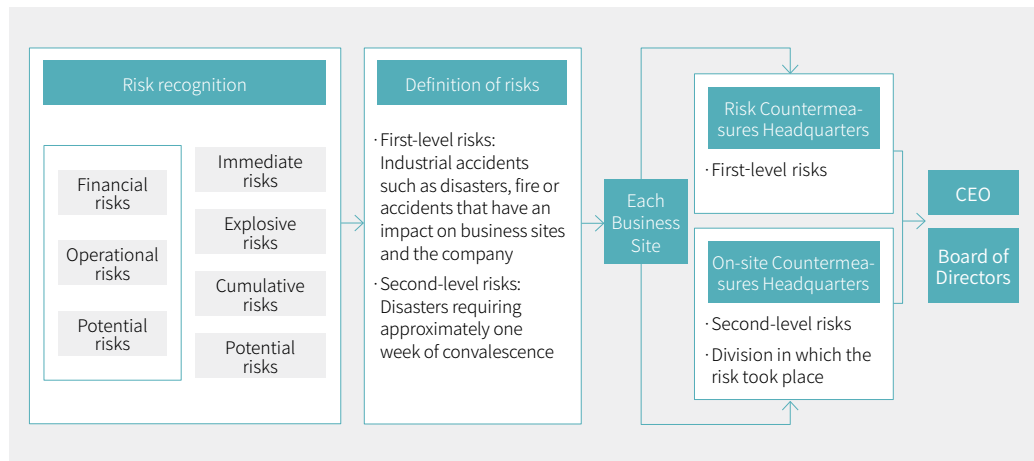 Risk recognition
Financial
risks
Operational
risks
Potential
risks
Immediate
risks
Explosive
risks
Cumulative
risks
Potential
risks
Definition of risks
· First-level risks:
Industrial accidents
such as disasters, fire or
accidents that have an
impact on business sites
and the company
· Second-level risks:
Disasters requiring
approximately one
week of convalescence
Each
Business
Site
Risk Countermea-
sures Headquarters
· First-level risks
On-site Countermea-
sures Headquarters
· Second-level risks
· Division in which the
risk took place
CEO
Board of
Directors